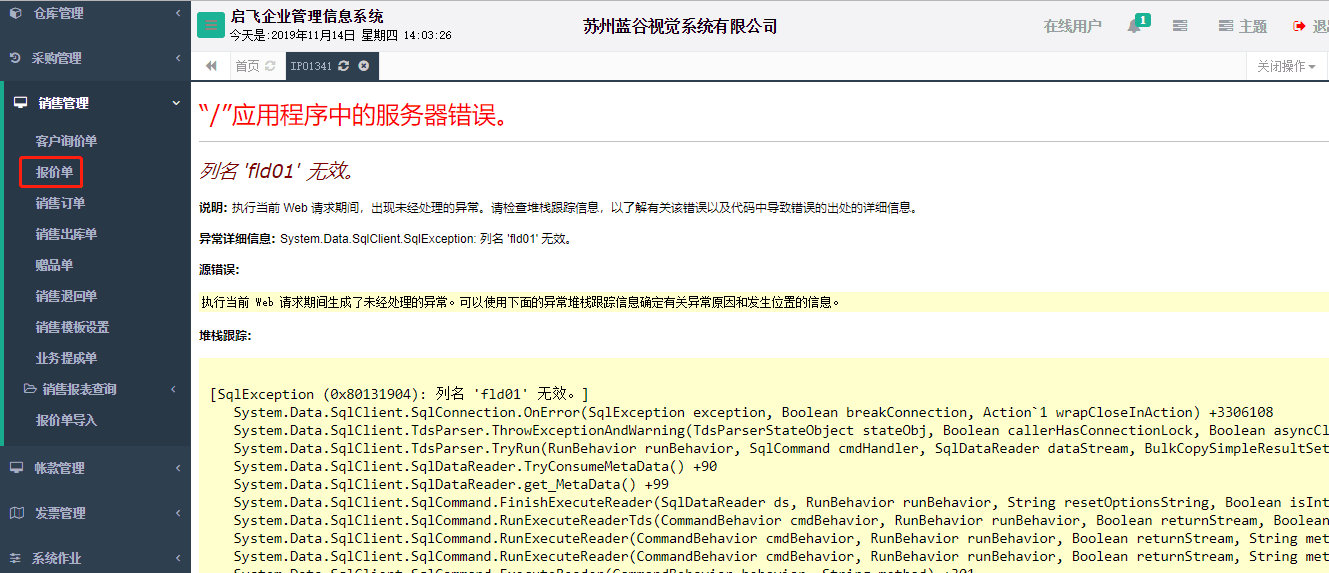 仓库管理
采购管理
销售管理
客户询价单
报价单
销售订单
销售出库单
赠品单
销售退回单
销售模板设置
业务提成单
销售报表查询
报价单导入
帐款管理
发票管理
系统作业
启飞企业管理信息系统
今天是:2019年11月14日 星期四 14:03:26
苏州蓝谷视觉系统有限公司
在线用户
1
主题
首页
IPO1341
关闭操作
“/”应用程序中的服务器错误。
列名 'fld01' 无效。
说明: 执行当前 Web 请求期间，出现未经处理的异常。请检查堆栈跟踪信息，以了解有关该错误以及代码中导致错误的出处的详细信息。
异常详细信息: System.Data.SqlClient.SqlException: 列名 'fld01' 无效。
源错误:
执行当前 Web 请求期间生成了未经处理的异常。可以使用下面的异常堆栈跟踪信息确定有关异常原因和发生位置的信息。
堆栈跟踪:
[SqlException (0x80131904): 列名 'fld01' 无效。]
System.Data.SqlClient.SqlConnection.OnError(SqlException exception, Boolean breakConnection, Action`1 wrapCloseInAction) +3306108
System.Data.SqlClient.TdsParser.ThrowExceptionAndWarning(TdsParserStateObject stateObj, Boolean callerHasConnectionLock, Boolean asyncCl
System.Data.SqlClient.TdsParser.TryRun(RunBehavior runBehavior, SqlCommand cmdHandler, SqlDataReader dataStream, BulkCopySimpleResultSet
System.Data.SqlClient.SqlDataReader.TryConsumeMetaData() +90
System.Data.SqlClient.SqlDataReader.get_MetaData() +99
System.Data.SqlClient.SqlCommand.FinishExecuteReader(SqlDataReader ds, RunBehavior runBehavior, String resetOptionsString, Boolean isInt
System.Data.SqlClient.SqlCommand.RunExecuteReaderTds(CommandBehavior cmdBehavior, RunBehavior runBehavior, Boolean returnStream, Boolean
System.Data.SqlClient.SqlCommand.RunExecuteReader(CommandBehavior cmdBehavior, RunBehavior runBehavior, Boolean returnStream, String met
System.Data.SqlClient.SqlCommand.RunExecuteReader(CommandBehavior cmdBehavior, RunBehavior runBehavior, Boolean returnStream, String met